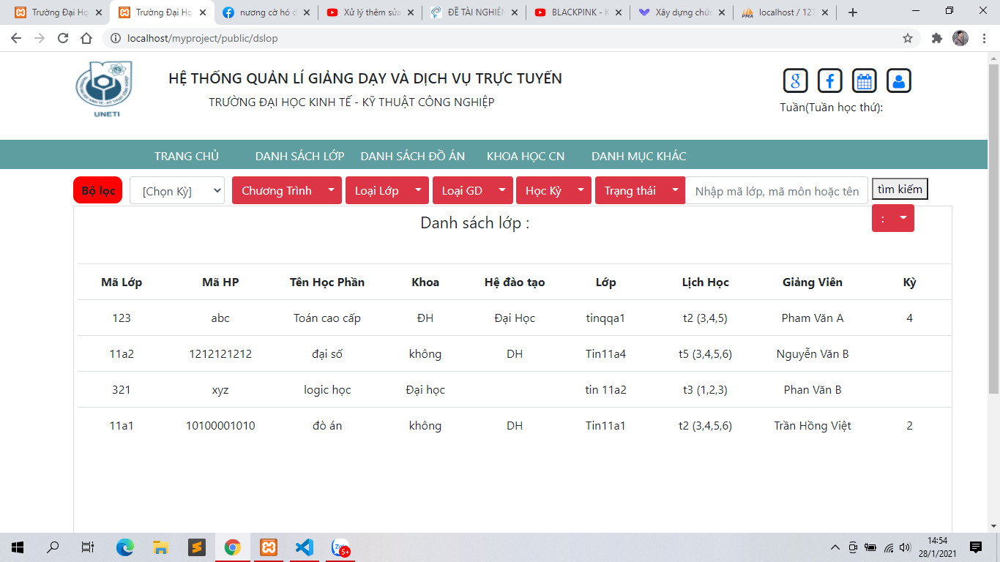 Trường Đại Họ
Trường Đại Họ
nương cờ hó
Xử lý thêm sửa
ĐỀ TÀI NGHIÊN
BLACKPINK - K
Xây dựng chức
localhost / 127
localhost/myproject/public/dslop
UNETI
HỆ THỐNG QUẢN LÍ GIẢNG DẠY VÀ DỊCH VỤ TRỰC TUYẾN
TRƯỜNG ĐẠI HỌC KINH TẾ - KỸ THUẬT CÔNG NGHIỆP
Tuần(Tuần học thứ):
TRANG CHỦ DANH SÁCH LỚP DANH SÁCH ĐỒ ÁN KHOA HỌC CN DANH MỤC KHÁC
Bộ lọc [Chọn Kỳ] Chương Trình Loại Lớp Loại GD Học Kỳ Trạng thái Nhập mã lớp, mã môn hoặc tên tìm kiếm
:
Danh sách lớp :
Mã Lớp Mã HP Tên Học Phần Khoa Hệ đào tạo Lớp Lịch Học Giảng Viên Kỳ
123 abc Toán cao cấp ĐH Đại Học tinqqa1 t2 (3,4,5) Pham Văn A 4
11a2 1212121212 đại số không DH Tin11a4 t5 (3,4,5,6) Nguyễn Văn B
321 xyz logic học Đại học tin 11a2 t3 (1,2,3) Phan Văn B
11a1 10100001010 đò án không DH Tin11a1 t2 (3,4,5,6) Trần Hồng Việt 2
5+
14:54
28/1/2021